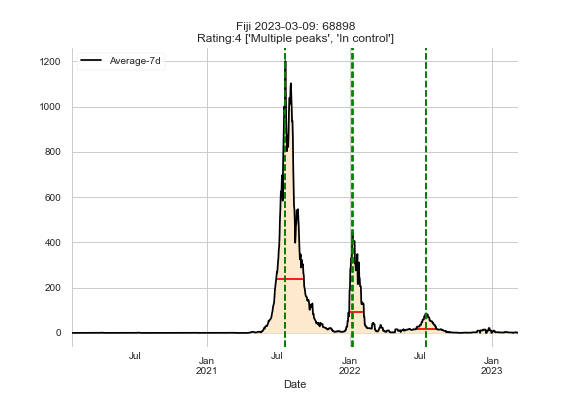 Fiji 2023-03-09: 68898
Rating:4 ['Multiple peaks', 'In control']
Average-7d
1200
1000
800
600
400
200
0
Jul
Jan
2021
Jul
Jan
2022
Jul
Jan
2023
Date